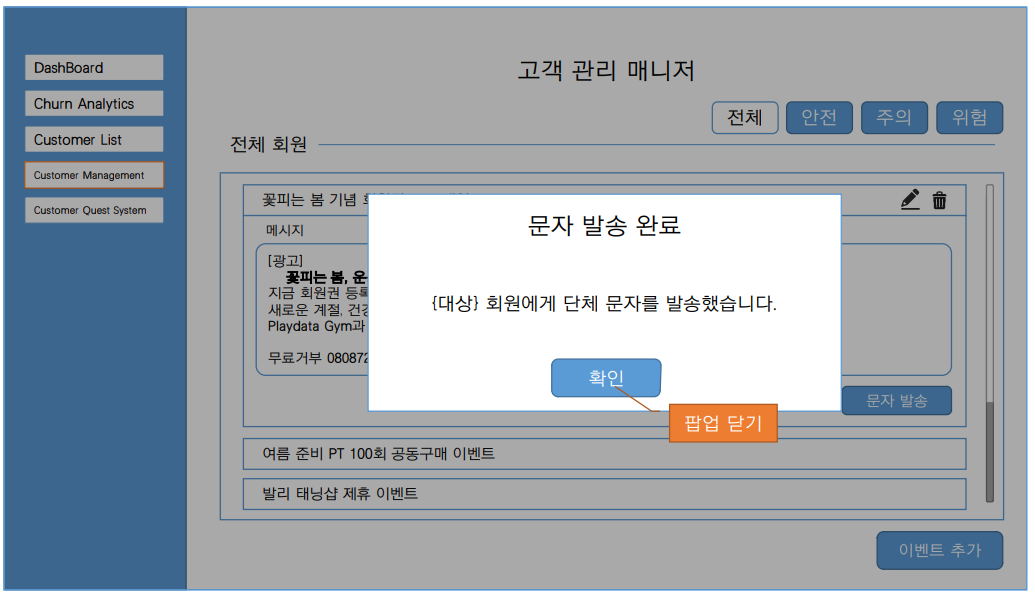 DashBoard
Churn Analytics
Customer List
Customer Management
Customer Quest System
고객 관리 매니저
전체
안전
주의
위험
전체 회원
꽃피는 봄 기념
메시지
[광고]
꽃피는 봄, 운
지금 회원권 등록
새로운 계절, 건강
Playdata Gym과
무료거부 080872
문자 발송 완료
{대상} 회원에게 단체 문자를 발송했습니다.
확인
팝업 닫기
문자 발송
여름 준비 PT 100회 공동구매 이벤트
발리 태닝샵 제휴 이벤트
이벤트 추가